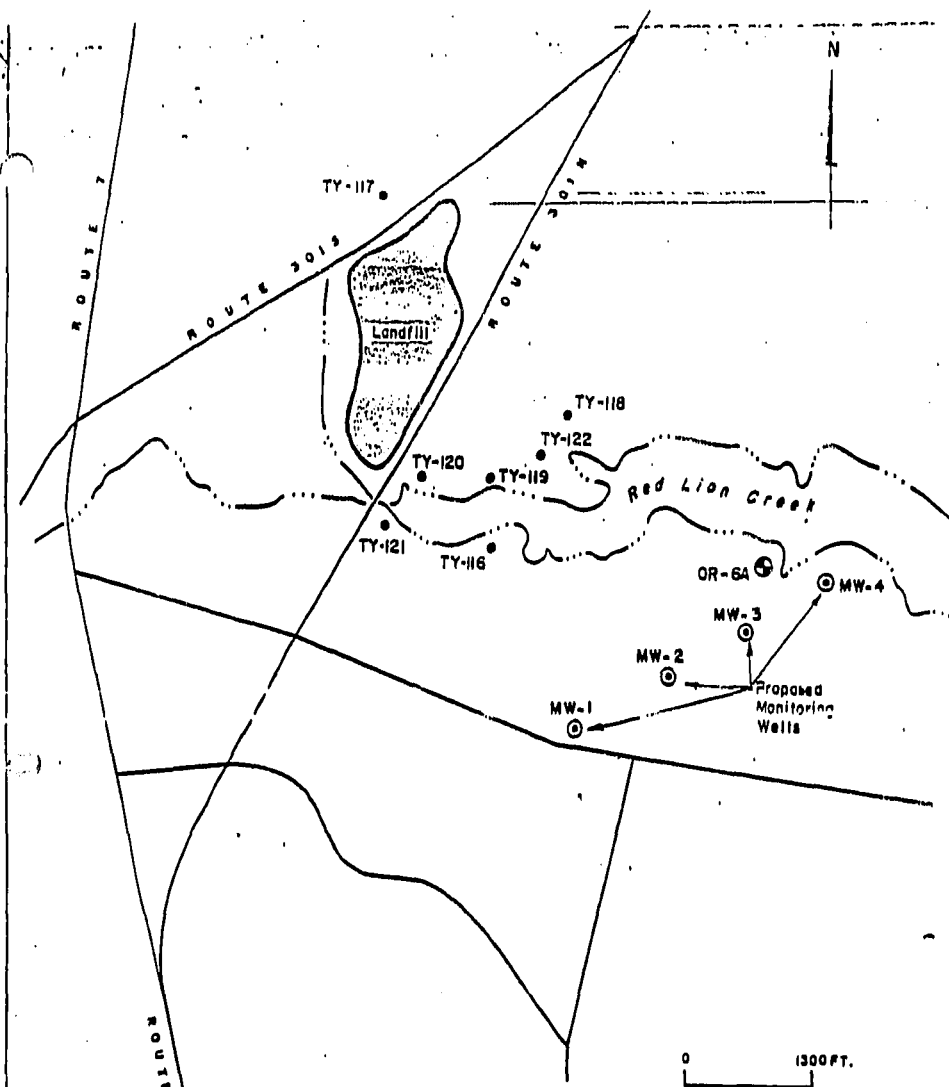 N
TY-117
ROUTE 7
ROUTE 301S
ROUTE 301N
Landfill
TY-118
TY-122
TY-120
TY-119
Red Lion Creek
TY-121
TY-116
OR-6A
MW-4
MW-3
MW-2
Proposed
Monitoring
Wells
MW-1
ROUTE
0 1300 FT.